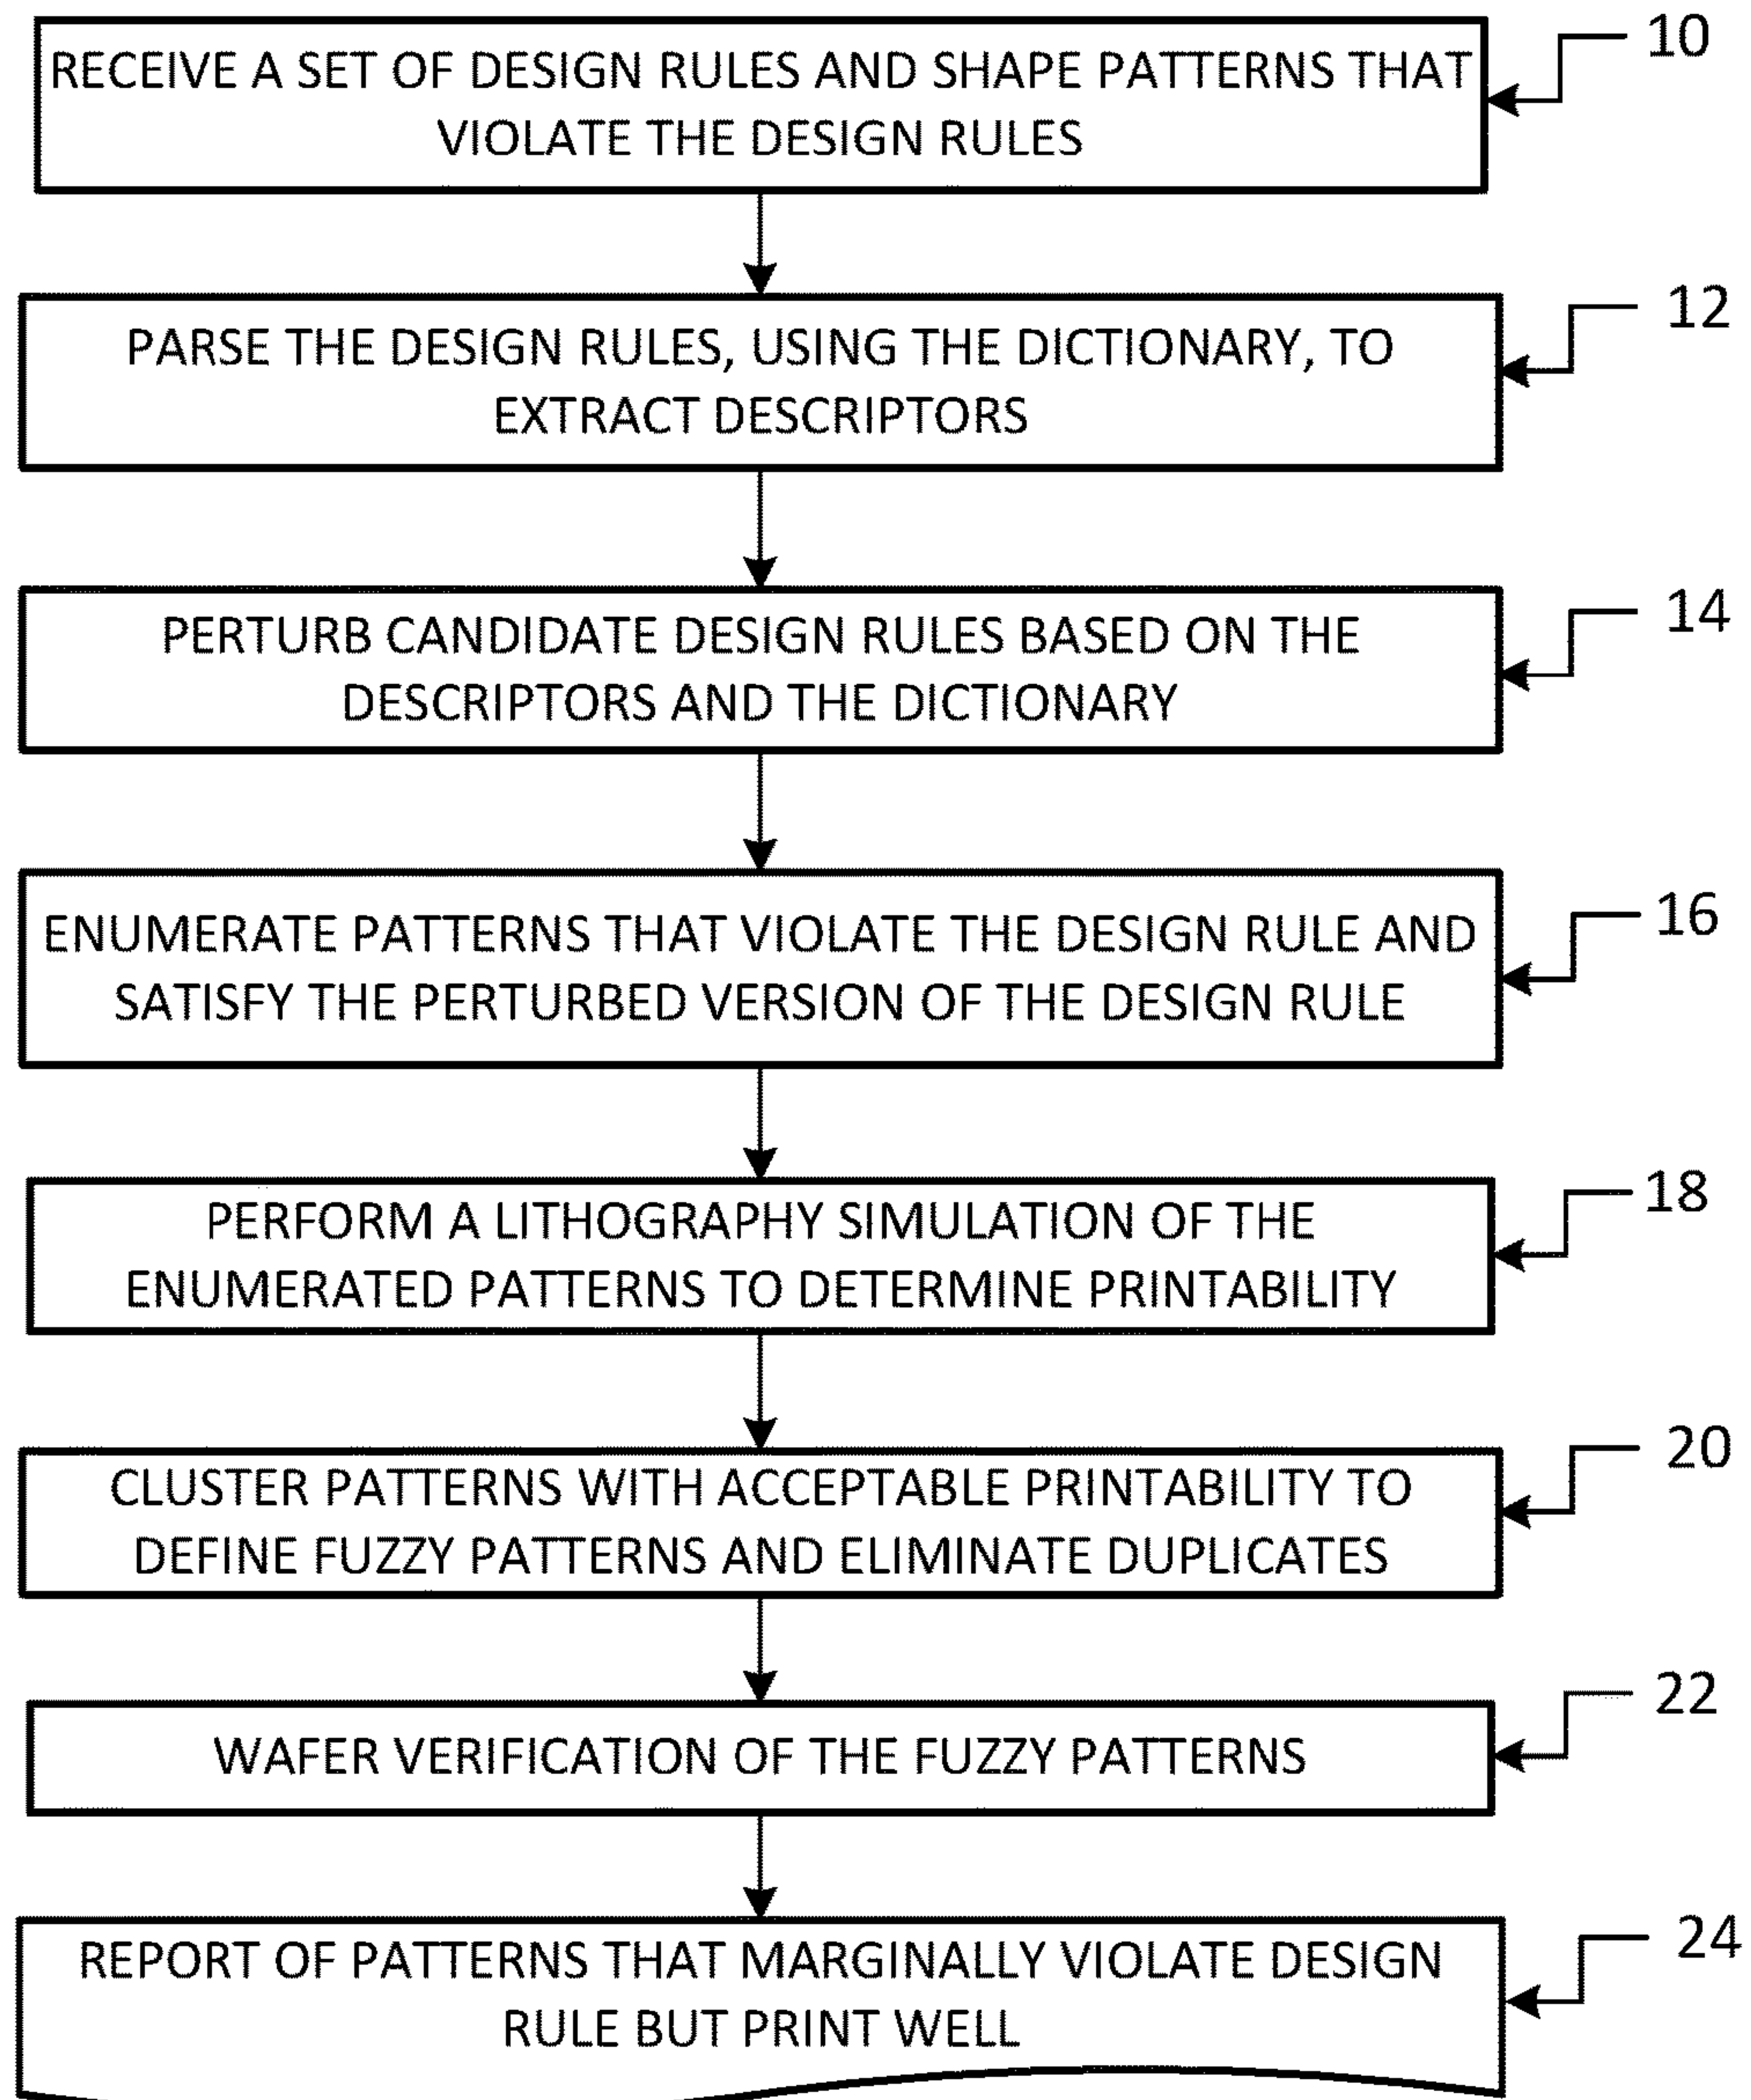 10
RECEIVE A SET OF DESIGN RULES AND SHAPE PATTERNS THAT
VIOLATE THE DESIGN RULES
12
PARSE THE DESIGN RULES, USING THE DICTIONARY, TO
EXTRACT DESCRIPTORS
14
PERTURB CANDIDATE DESIGN RULES BASED ON THE
DESCRIPTORS AND THE DICTIONARY
16
ENUMERATE PATTERNS THAT VIOLATE THE DESIGN RULE AND
SATISFY THE PERTURBED VERSION OF THE DESIGN RULE
18
PERFORM A LITHOGRAPHY SIMULATION OF THE
ENUMERATED PATTERNS TO DETERMINE PRINTABILITY
20
CLUSTER PATTERNS WITH ACCEPTABLE PRINTABILITY TO
DEFINE FUZZY PATTERNS AND ELIMINATE DUPLICATES
22
WAFER VERIFICATION OF THE FUZZY PATTERNS
24
REPORT OF PATTERNS THAT MARGINALLY VIOLATE DESIGN
RULE BUT PRINT WELL